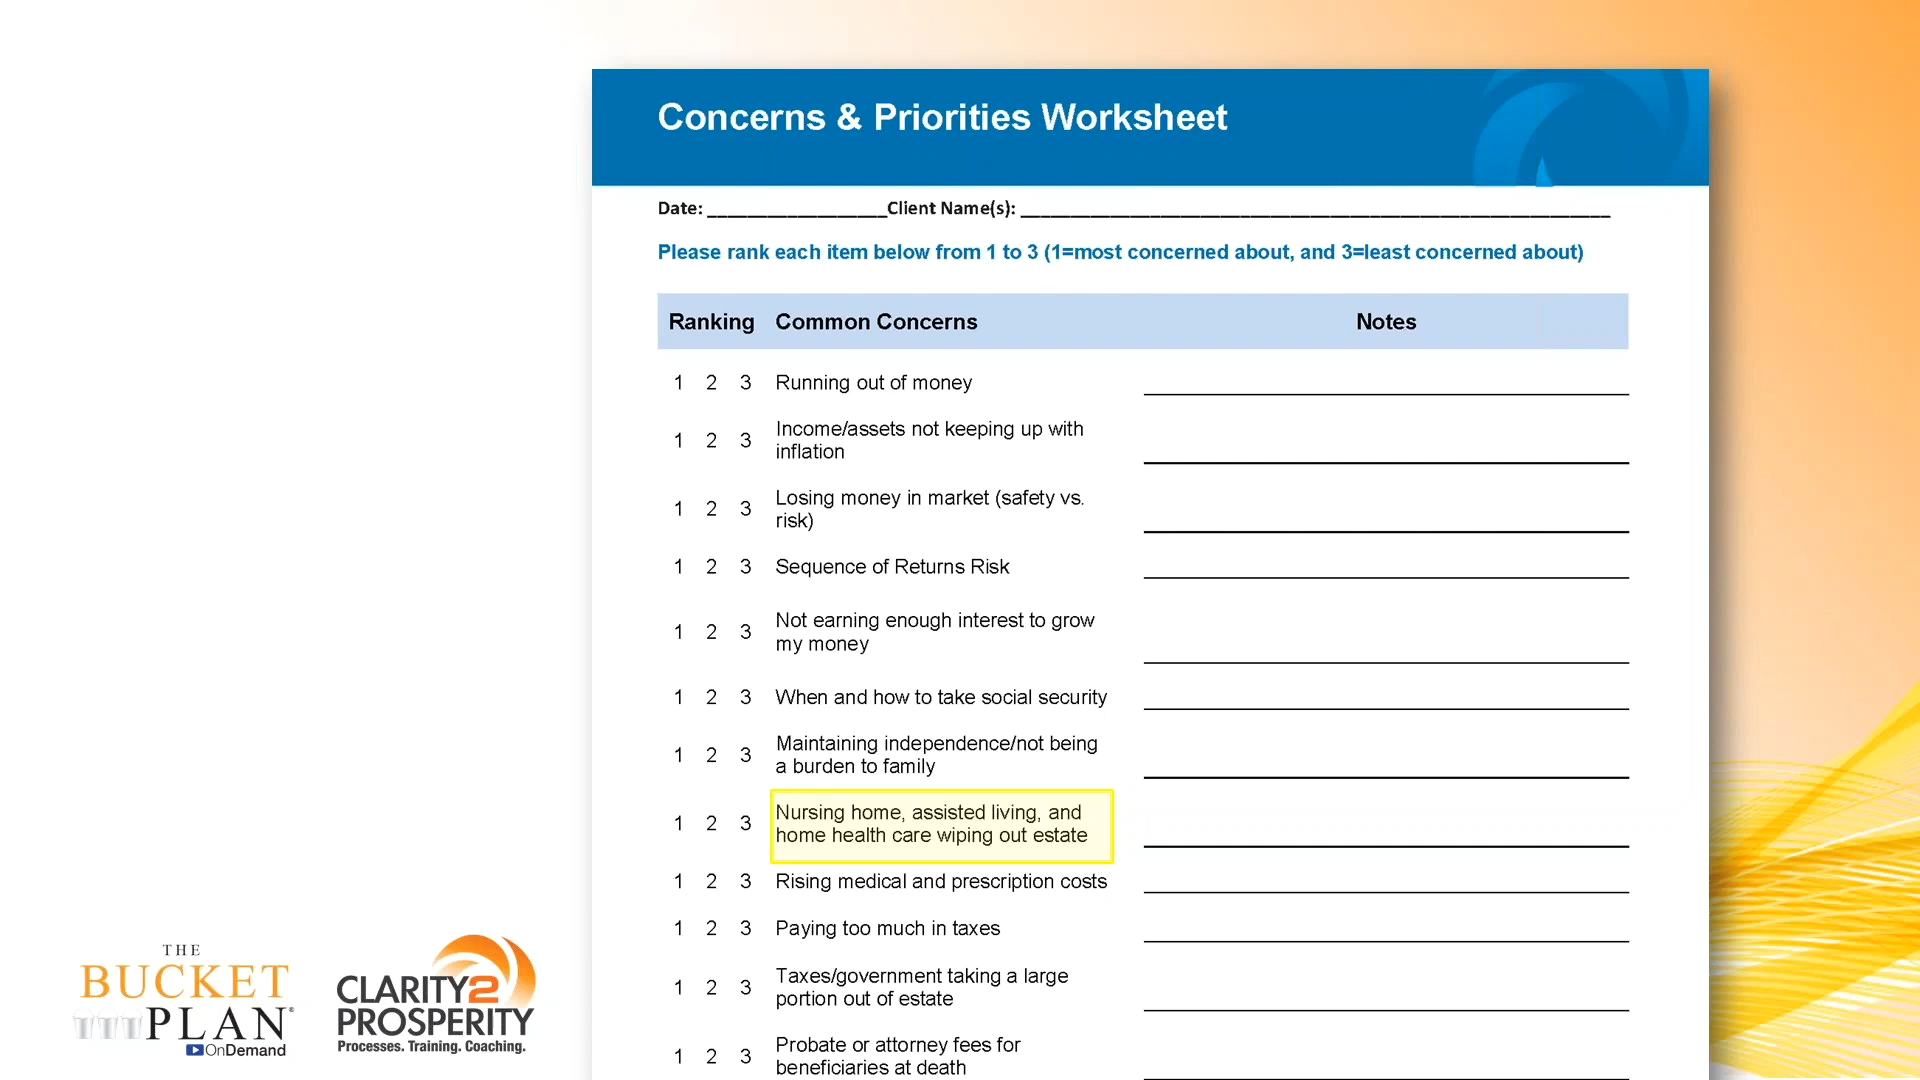 Concerns & Priorities Worksheet
Date: __________________Client Name(s): ___________________________________________________________
Please rank each item below from 1 to 3 (1=most concerned about, and 3=least concerned about)
Ranking Common Concerns Notes
1 2 3 Running out of money
1 2 3 Income/assets not keeping up with
inflation
1 2 3 Losing money in market (safety vs.
risk)
1 2 3 Sequence of Returns Risk
1 2 3 Not earning enough interest to grow
my money
1 2 3 When and how to take social security
1 2 3 Maintaining independence/not being
a burden to family
1 2 3 Nursing home, assisted living, and
home health care wiping out estate
1 2 3 Rising medical and prescription costs
1 2 3 Paying too much in taxes
1 2 3 Taxes/government taking a large
portion out of estate
1 2 3 Probate or attorney fees for
beneficiaries at death
THE
BUCKET
PLAN®
OnDemand
CLARITY2
PROSPERITY
Processes. Training. Coaching.